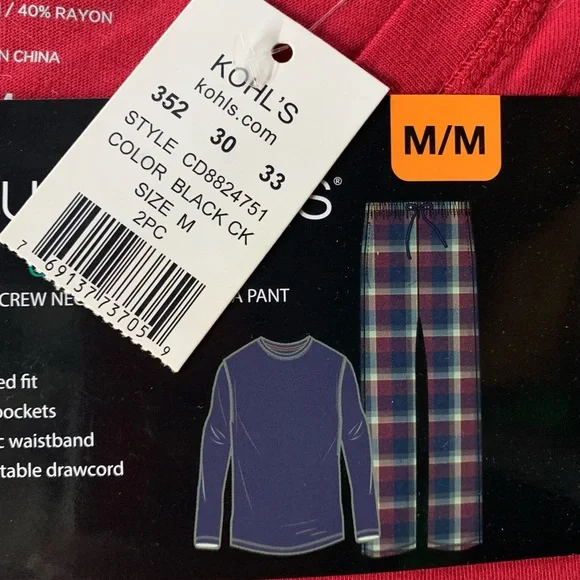 / 40% RAYON
N CHINA
KOHL'S
kohls.com
352 30 33
STYLE CD8824751
COLOR BLACK CK
SIZE M
2PC
7 69137 73705 9
M/M
S®
CREW NEC
A PANT
ed fit
pockets
c waistband
table drawcord